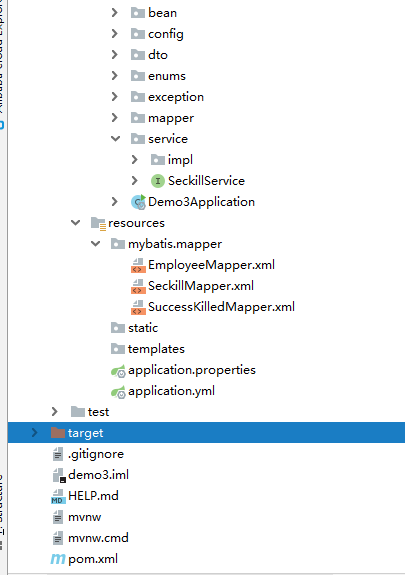 bean
config
dto
enums
exception
mapper
service
impl
SeckillService
Demo3Application
resources
mybatis.mapper
EmployeeMapper.xml
SeckillMapper.xml
SuccessKilledMapper.xml
static
templates
application.properties
application.yml
test
target
.gitignore
demo3.iml
HELP.md
mvnw
mvnw.cmd
pom.xml